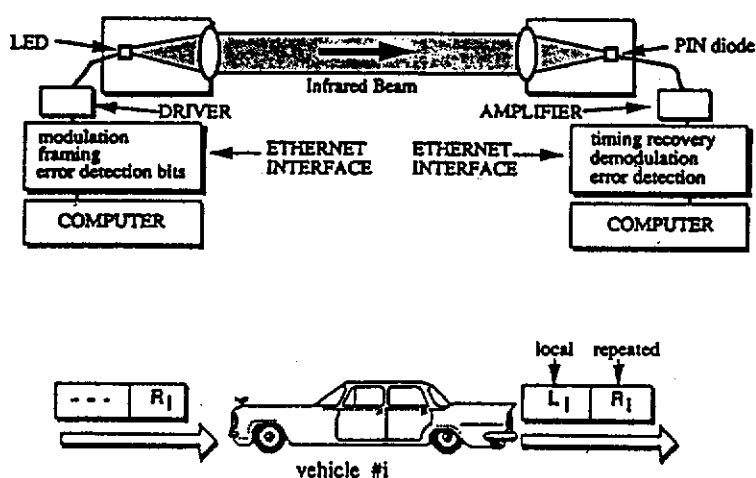 LED
PIN diode
Infrared Beam
DRIVER
AMPLIFIER
modulation
framing
error detection bits
ETHERNET
INTERFACE
ETHERNET
INTERFACE
timing recovery
demodulation
error detection
COMPUTER
COMPUTER
local repeated
--- R
L R
vehicle #i